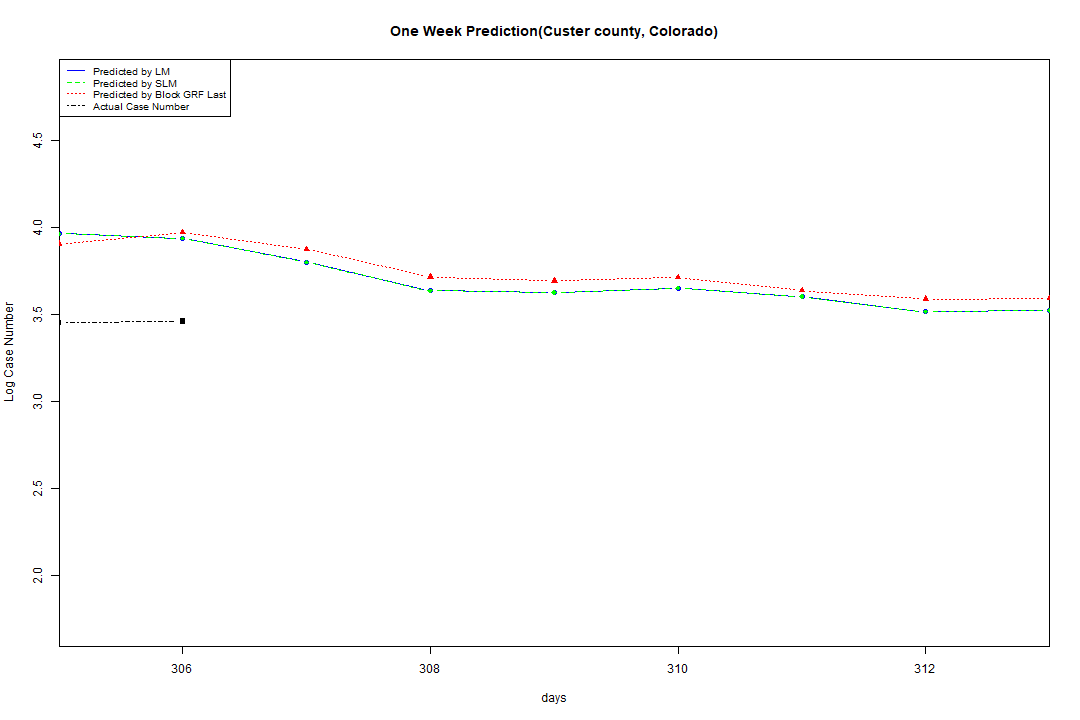 One Week Prediction(Custer county, Colorado)
Predicted by LM
Predicted by SLM
Predicted by Block GRF Last
Actual Case Number
4.5
4.0
3.5
3.0
2.5
2.0
Log Case Number
306 308 310 312
days